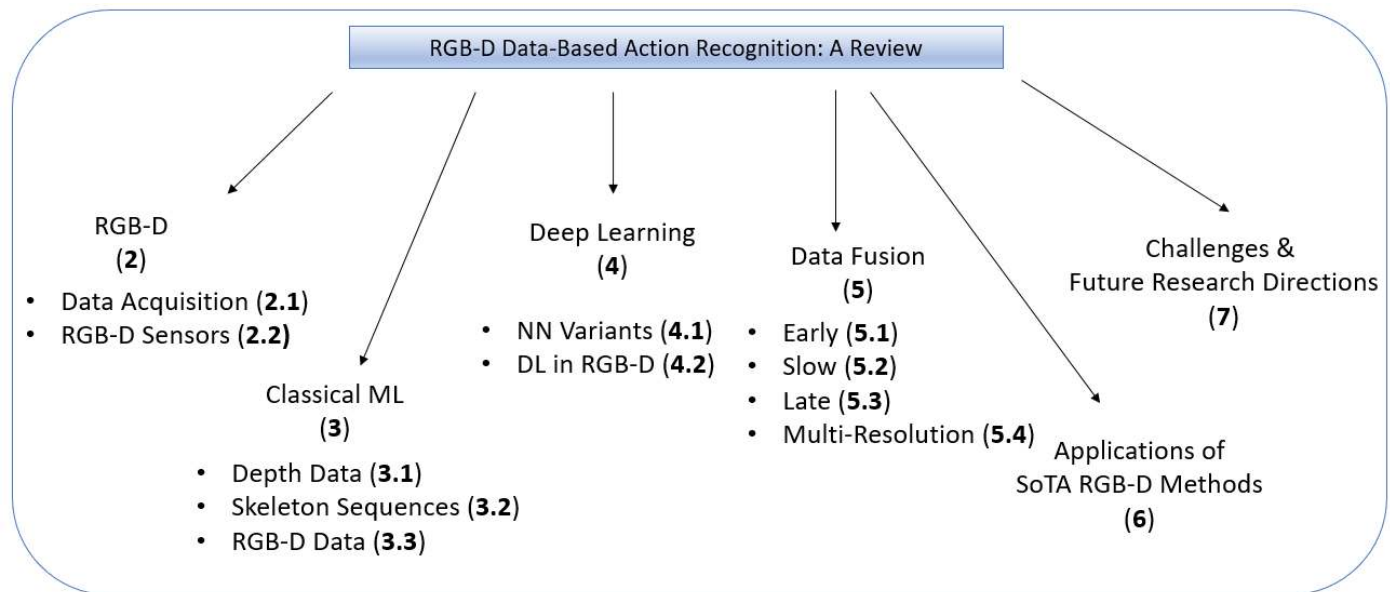 RGB-D Data-Based Action Recognition: A Review
RGB-D
(2)
• Data Acquisition (2.1)
• RGB-D Sensors (2.2)
Classical ML
(3)
• Depth Data (3.1)
• Skeleton Sequences (3.2)
• RGB-D Data (3.3)
Deep Learning
(4)
• NN Variants (4.1)
• DL in RGB-D (4.2)
Data Fusion
(5)
• Early (5.1)
• Slow (5.2)
• Late (5.3)
• Multi-Resolution (5.4)
Applications of
SoTA RGB-D Methods
(6)
Challenges &
Future Research Directions
(7)